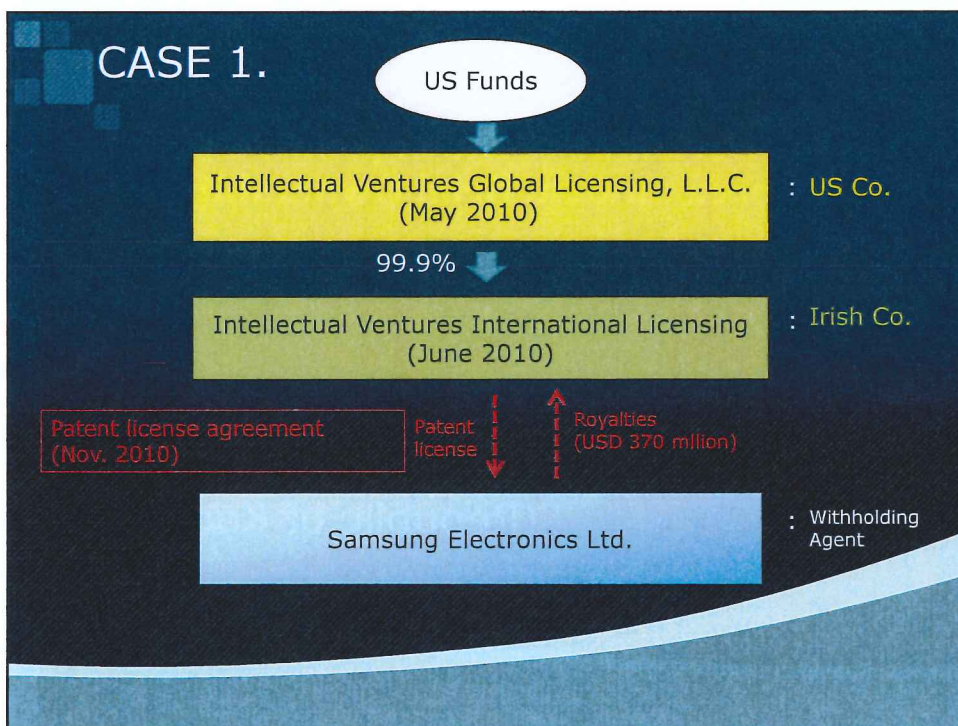 CASE 1.
US Funds
Intellectual Ventures Global Licensing, L.L.C.
(May 2010)
: US Co.
99.9%
Intellectual Ventures International Licensing
(June 2010)
: Irish Co.
Patent license agreement
(Nov. 2010)
Patent
license
Royalties
(USD 370 mllion)
Samsung Electronics Ltd.
: Withholding
Agent